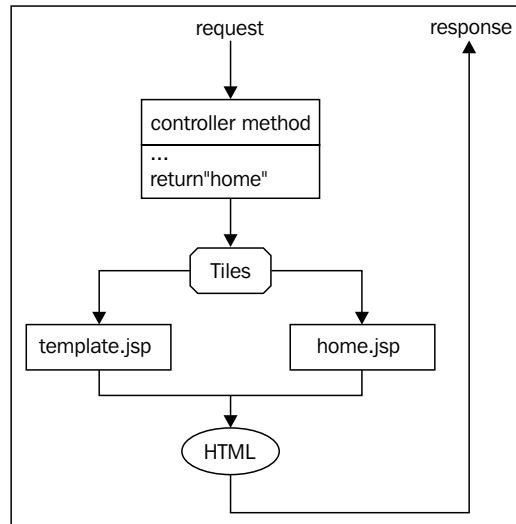 request
response
controller method
...
return"home"
Tiles
template.jsp
home.jsp
HTML